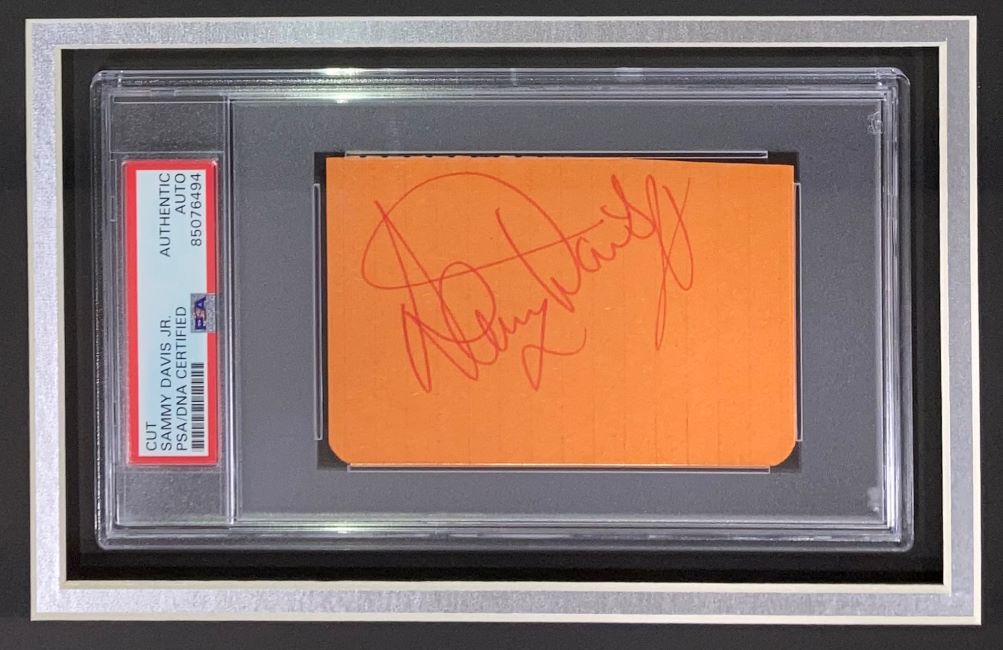 CUT
SAMMY DAVIS JR.
PSA/DNA CERTIFIED
AUTHENTIC
AUTO
85076494
PSA
Sammy Davis Jr